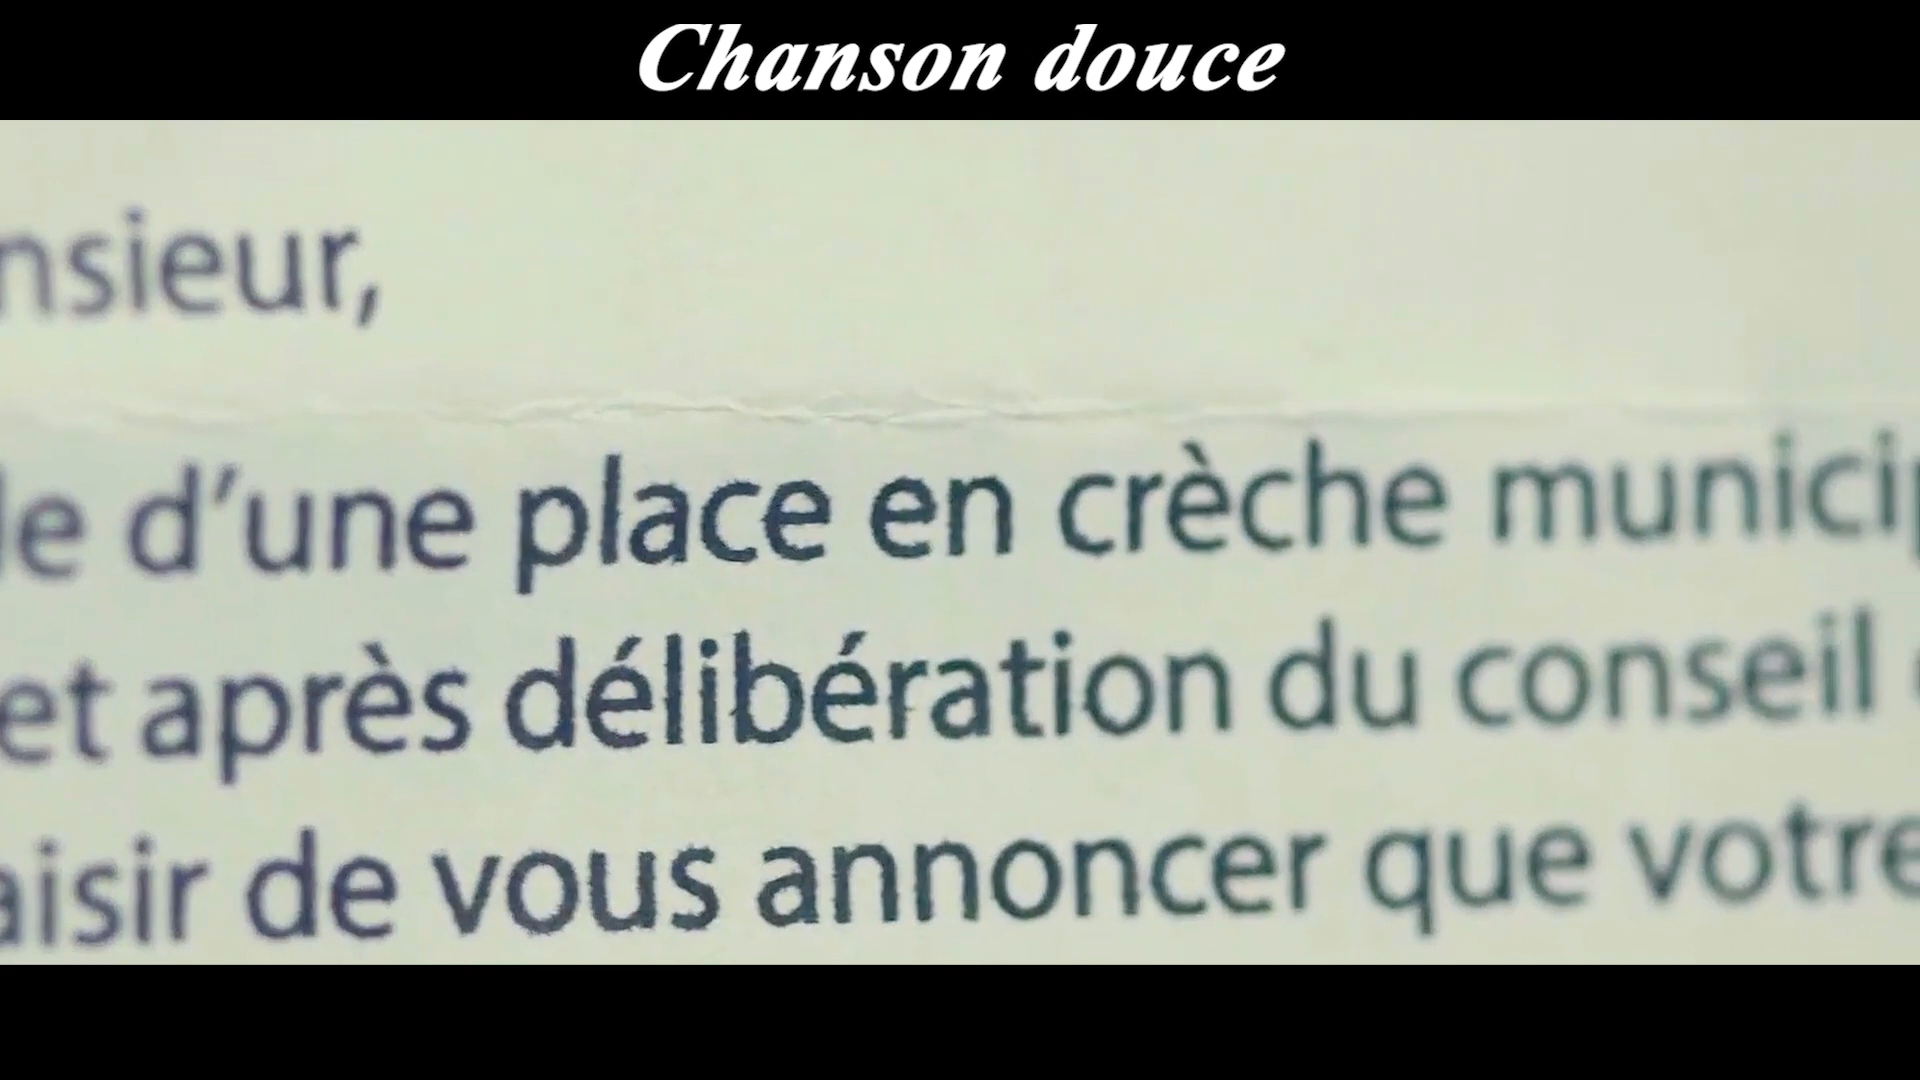 Chanson douce
nsieur,
de d'une place en crèche municip
et après délibération du conseil
aisir de vous annoncer que votre